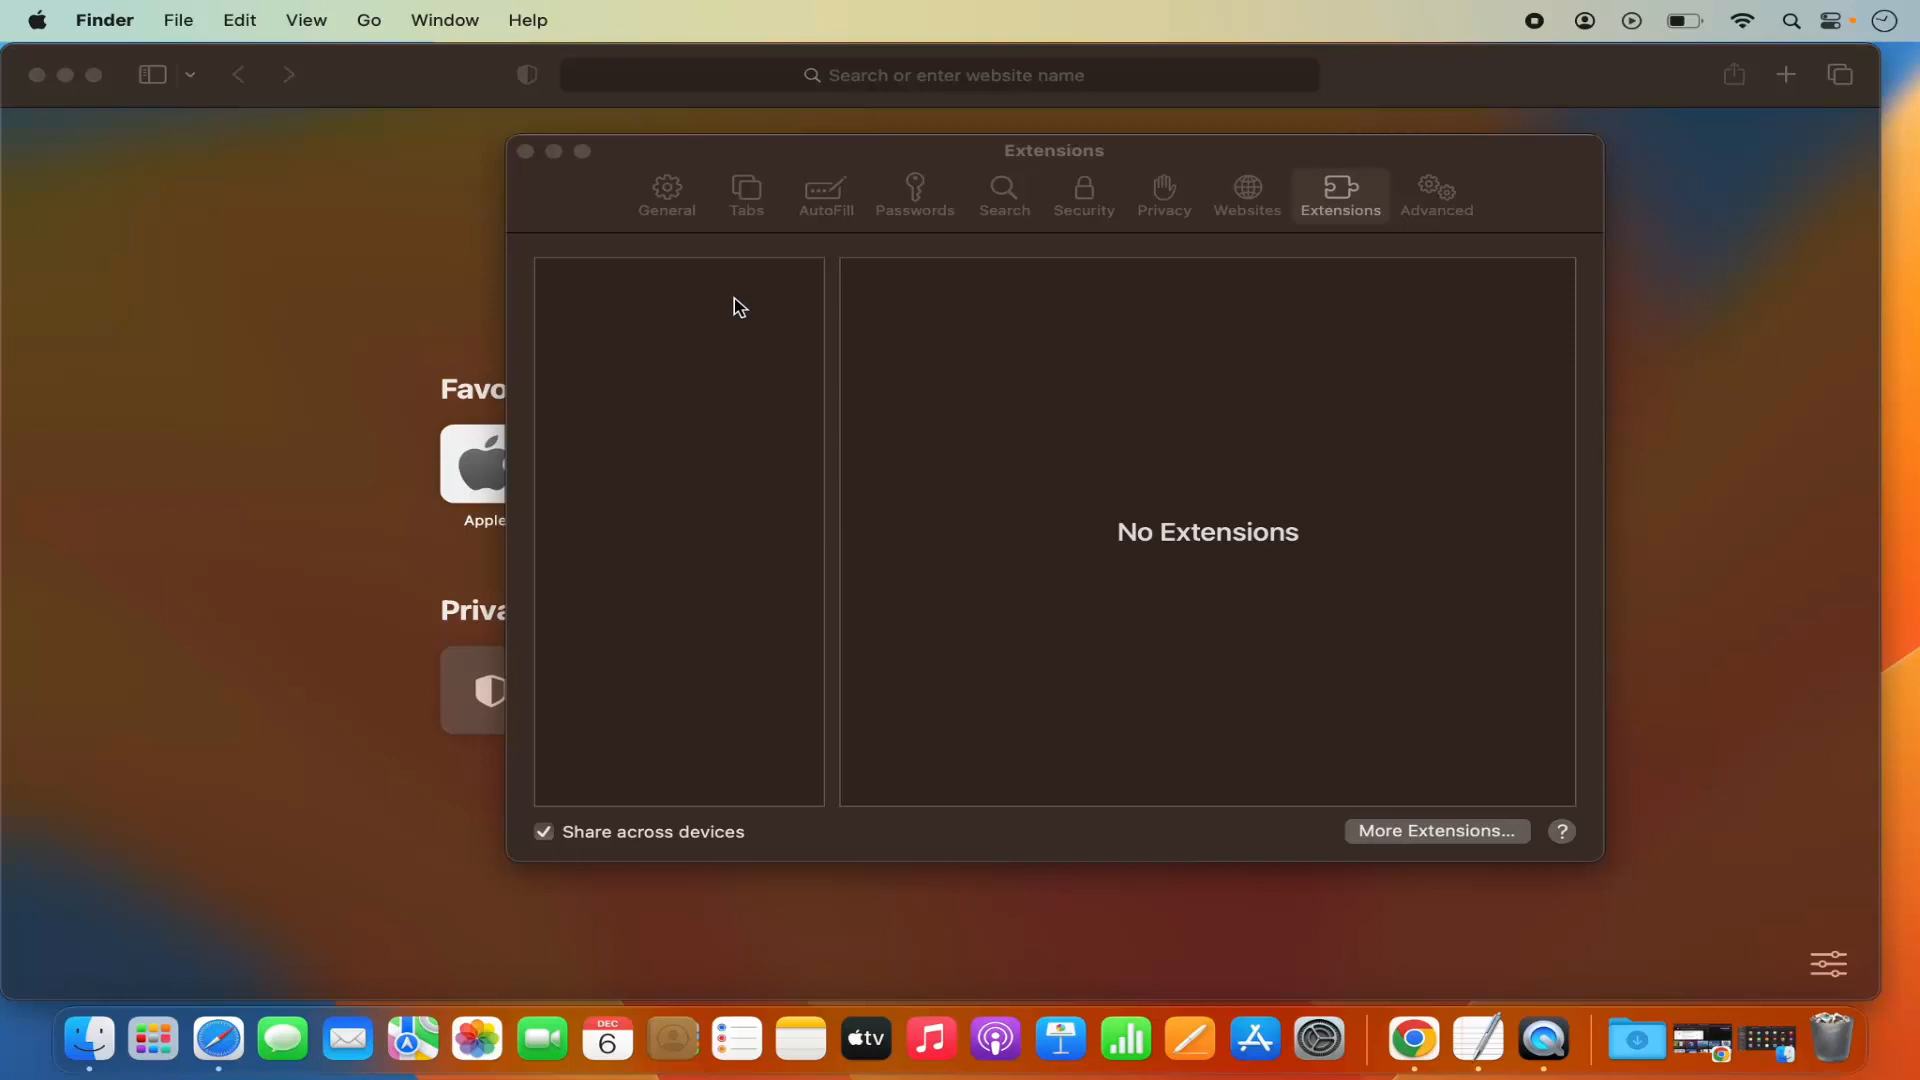 Finder File Edit View Go Window Help
Search or enter website name
Extensions
General Tabs AutoFill Passwords Search Security Privacy Websites Extensions Advanced
Favo
Apple
No Extensions
Priva
Share across devices
More Extensions... ?
DEC
6
tv